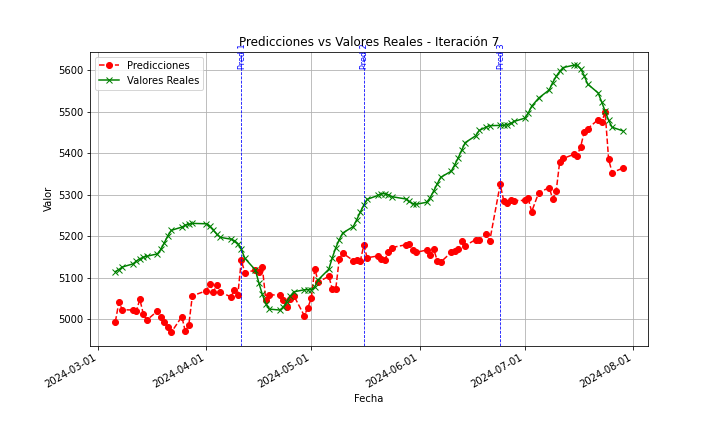 Predicciones vs Valores Reales - Iteración 7
Pred 1
Pred 2
Pred 3
Predicciones
Valores Reales
5600
5500
5400
5300
5200
5100
5000
Valor
2024-03-01
2024-04-01
2024-05-01
2024-06-01
2024-07-01
2024-08-01
Fecha